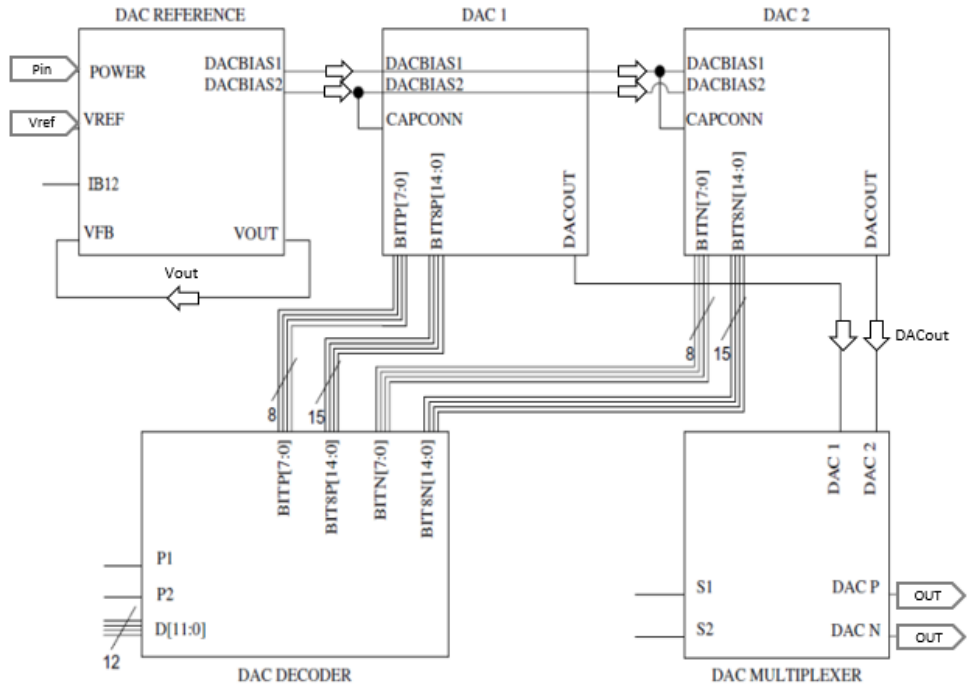 DAC REFERENCE
DAC 1
DAC 2
Pin
POWER
DACBIAS1
DACBIAS2
DACBIAS1
DACBIAS2
DACBIAS1
DACBIAS2
Vref
VREF
CAPCONN
CAPCONN
IB12
VFB
VOUT
BITP[7:0]
BIT8P[14:0]
DACOUT
BITN[7:0]
BIT8N[14:0]
DACOUT
Vout
DACout
8
15
8
15
BITP[7:0]
BIT8P[14:0]
BITN[7:0]
BIT8N[14:0]
DAC 1
DAC 2
P1
P2
D[11:0]
12
S1
S2
DAC P
DAC N
OUT
OUT
DAC DECODER
DAC MULTIPLEXER